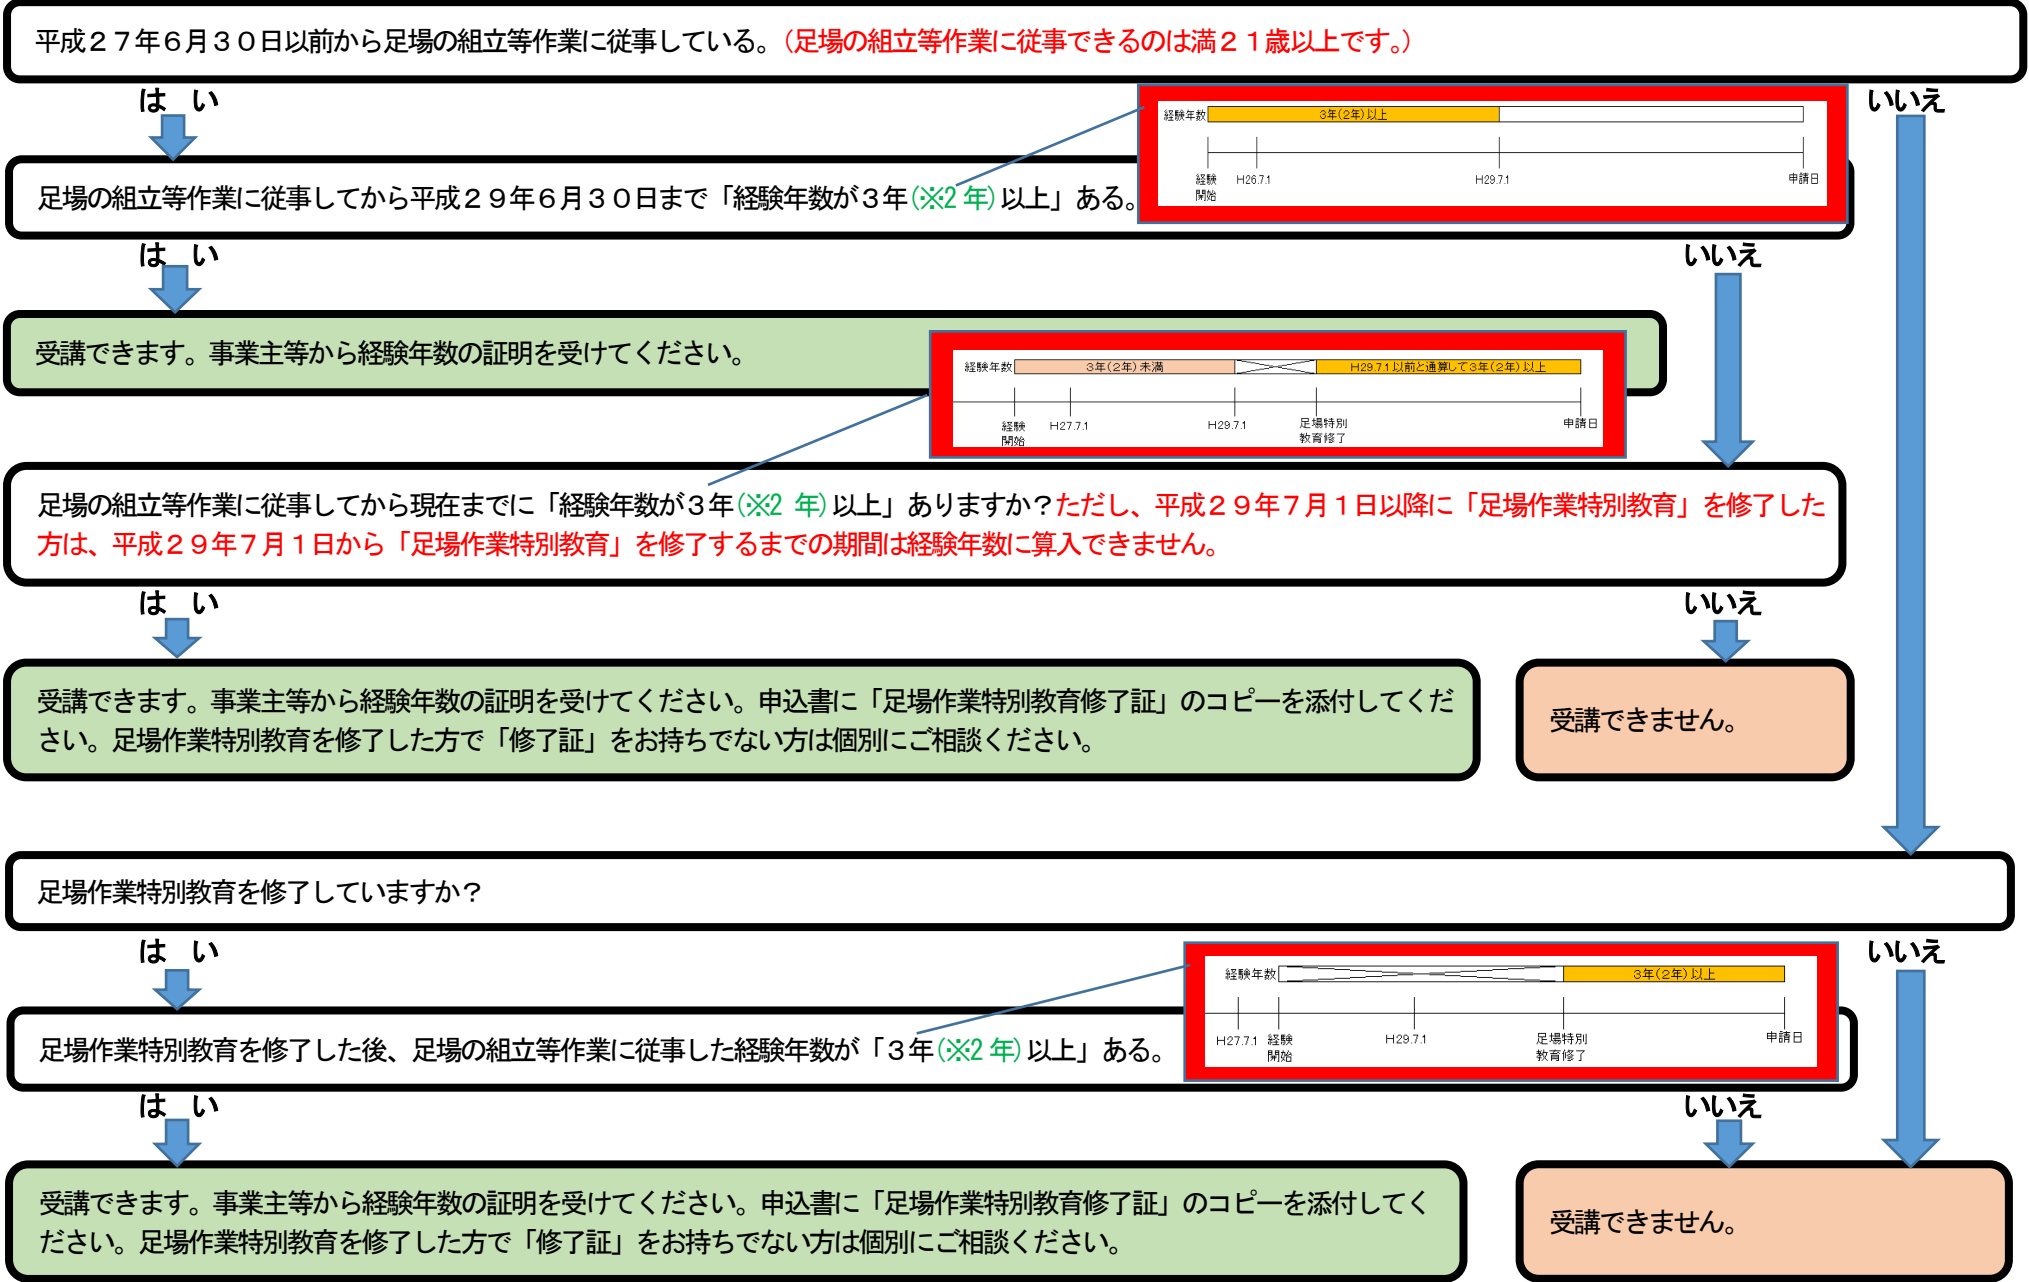 平成２７年６月３０日以前から足場の組立等作業に従事している。（足場の組立等作業に従事できるのは満２１歳以上です。）
は　い
いいえ
経験年数
3年(2年)以上
経験
開始
H26.7.1
H29.7.1
申請日
足場の組立等作業に従事してから平成２９年６月３０日まで「経験年数が３年(※2年)以上」ある。
は　い
いいえ
受講できます。事業主等から経験年数の証明を受けてください。
経験年数
3年(2年)未満
H29.7.1以前と通算して3年(2年)以上
経験
開始
H27.7.1
H29.7.1
足場特別
教育修了
申請日
足場の組立等作業に従事してから現在までに「経験年数が３年(※2 年)以上」ありますか？ただし、平成２９年７月１日以降に「足場作業特別教育」を修了した
方は、平成２９年７月１日から「足場作業特別教育」を修了するまでの期間は経験年数に算入できません。
は　い
いいえ
受講できます。事業主等から経験年数の証明を受けてください。申込書に「足場作業特別教育修了証」のコピーを添付してくだ
さい。足場作業特別教育を修了した方で「修了証」をお持ちでない方は個別にご相談ください。
受講できません。
足場作業特別教育を修了していますか？
は　い
いいえ
経験年数
3年(2年)以上
H27.7.1
経験
開始
H29.7.1
足場特別
教育修了
申請日
足場作業特別教育を修了した後、足場の組立等作業に従事した経験年数が「３年(※2年)以上」ある。
は　い
いいえ
受講できます。事業主等から経験年数の証明を受けてください。申込書に「足場作業特別教育修了証」のコピーを添付してく
ださい。足場作業特別教育を修了した方で「修了証」をお持ちでない方は個別にご相談ください。
受講できません。